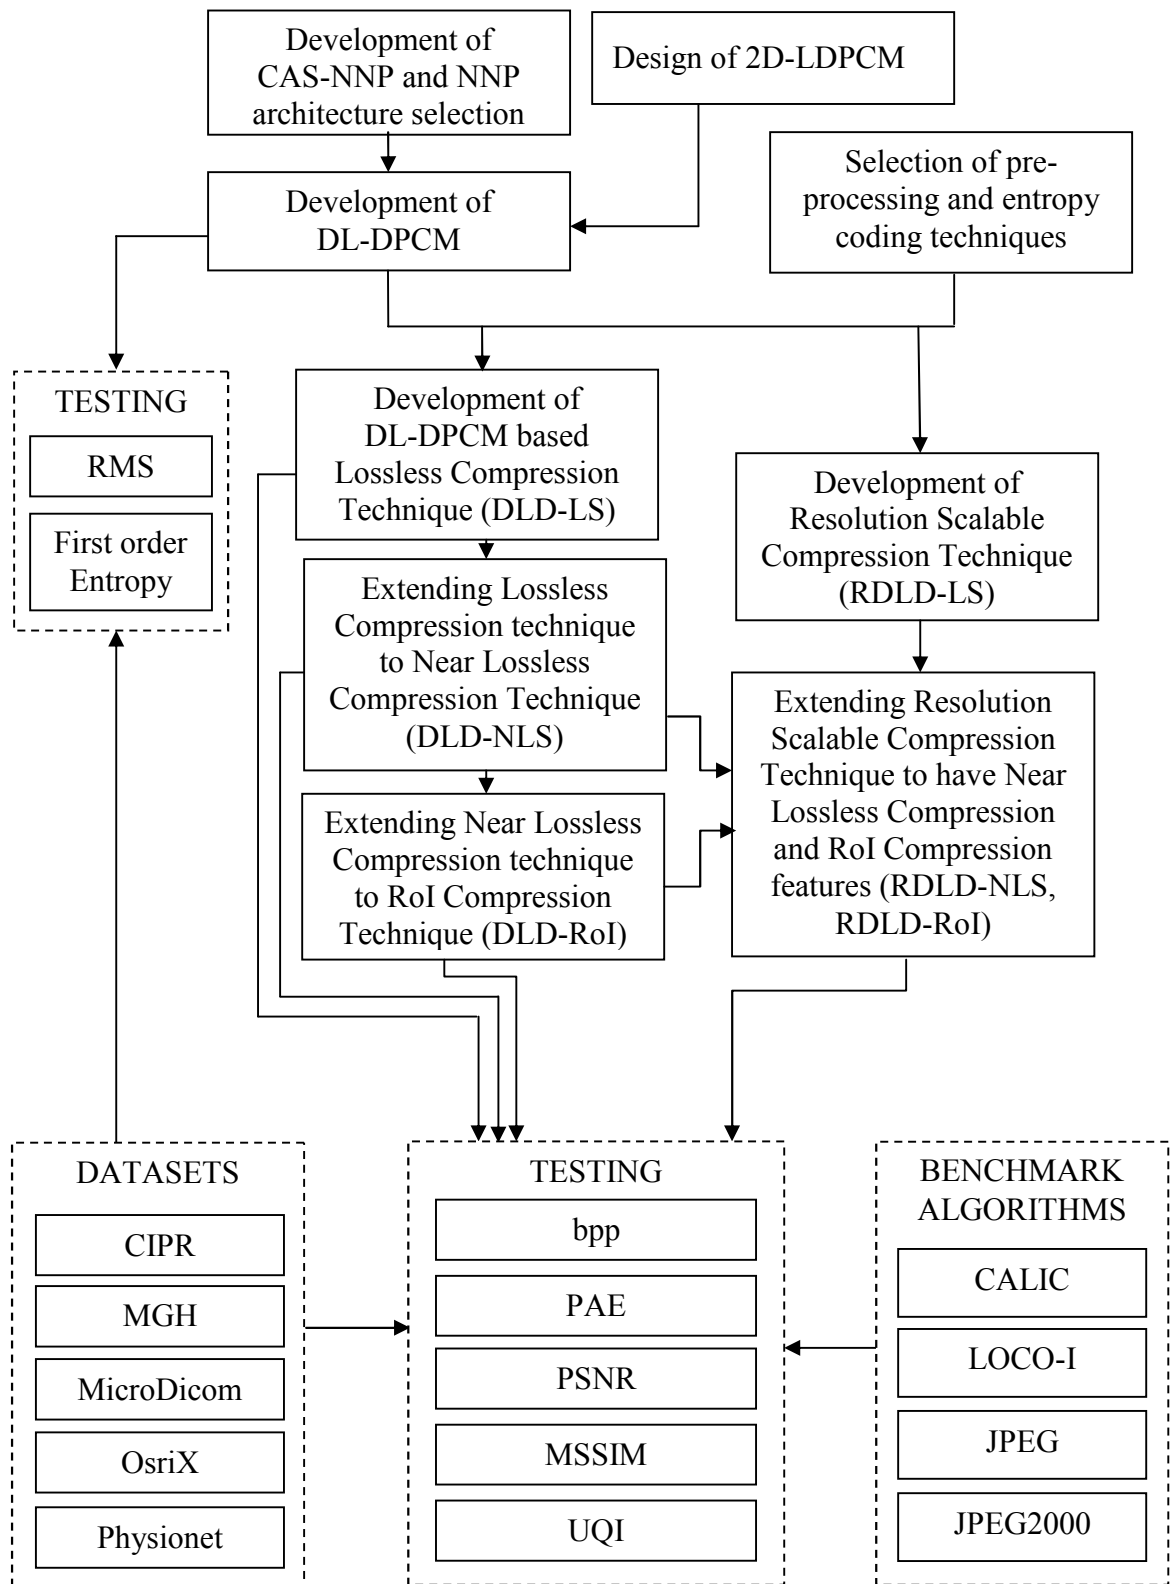 Development of
CAS-NNP and NNP
architecture selection
Design of 2D-LDPCM
Selection of pre-
processing and entropy
coding techniques
Development of
DL-DPCM
TESTING
RMS
First order
Entropy
Development of
DL-DPCM based
Lossless Compression
Technique (DLD-LS)
Development of
Resolution Scalable
Compression Technique
(RDLD-LS)
Extending Lossless
Compression technique
to Near Lossless
Compression Technique
(DLD-NLS)
Extending Resolution
Scalable Compression
Technique to have Near
Lossless Compression
and RoI Compression
features (RDLD-NLS,
RDLD-RoI)
Extending Near Lossless
Compression technique
to RoI Compression
Technique (DLD-RoI)
DATASETS
CIPR
MGH
MicroDicom
OsriX
Physionet
TESTING
bpp
PAE
PSNR
MSSIM
UQI
BENCHMARK
ALGORITHMS
CALIC
LOCO-I
JPEG
JPEG2000